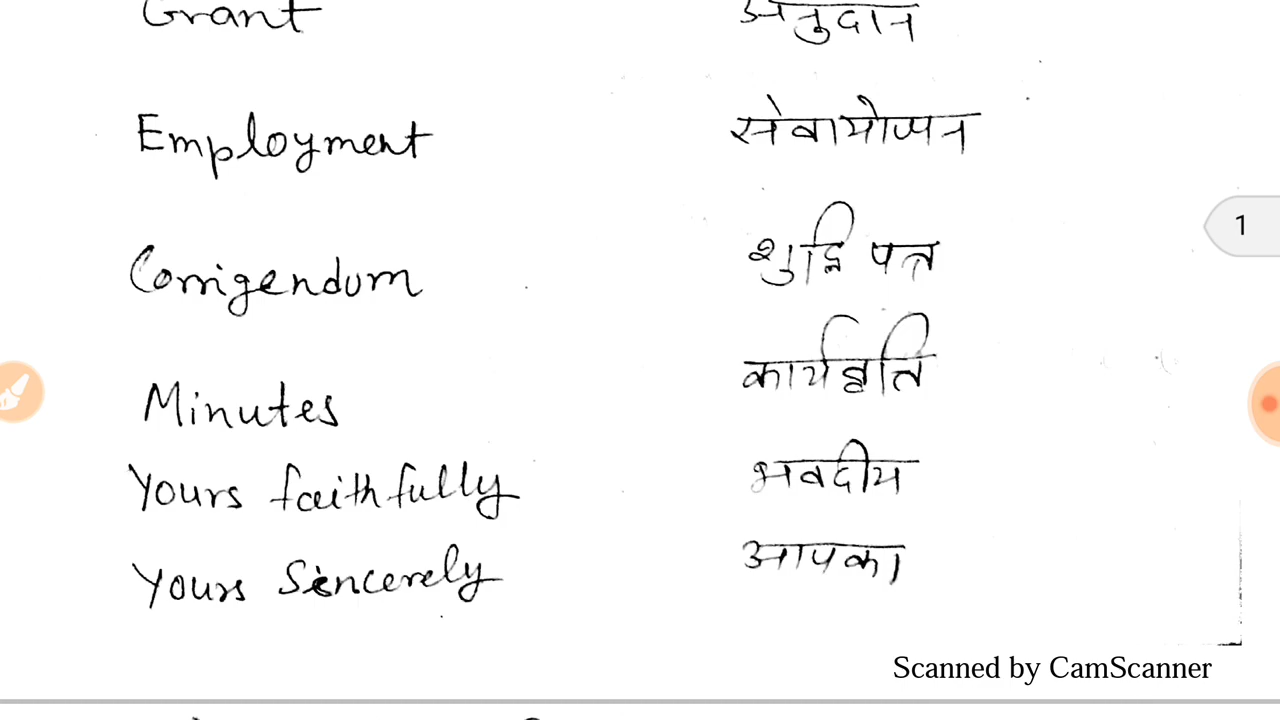 Grant अनुदान
Employment सेवायोजन
1
Corrigendum शुद्धि पत्र
Minutes कार्यवृत्ति
Yours faithfully भवदीय
Yours Sincerely आपका
Scanned by CamScanner